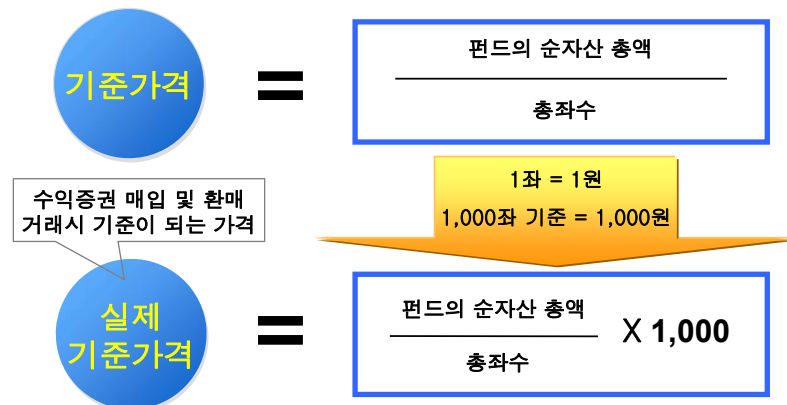 기준가격
=
펀드의 순자산 총액
총좌수
1좌 = 1원
1,000좌 기준 = 1,000원
수익증권 매입 및 환매
거래시 기준이 되는 가격
실제
기준가격
=
펀드의 순자산 총액
총좌수
X 1,000